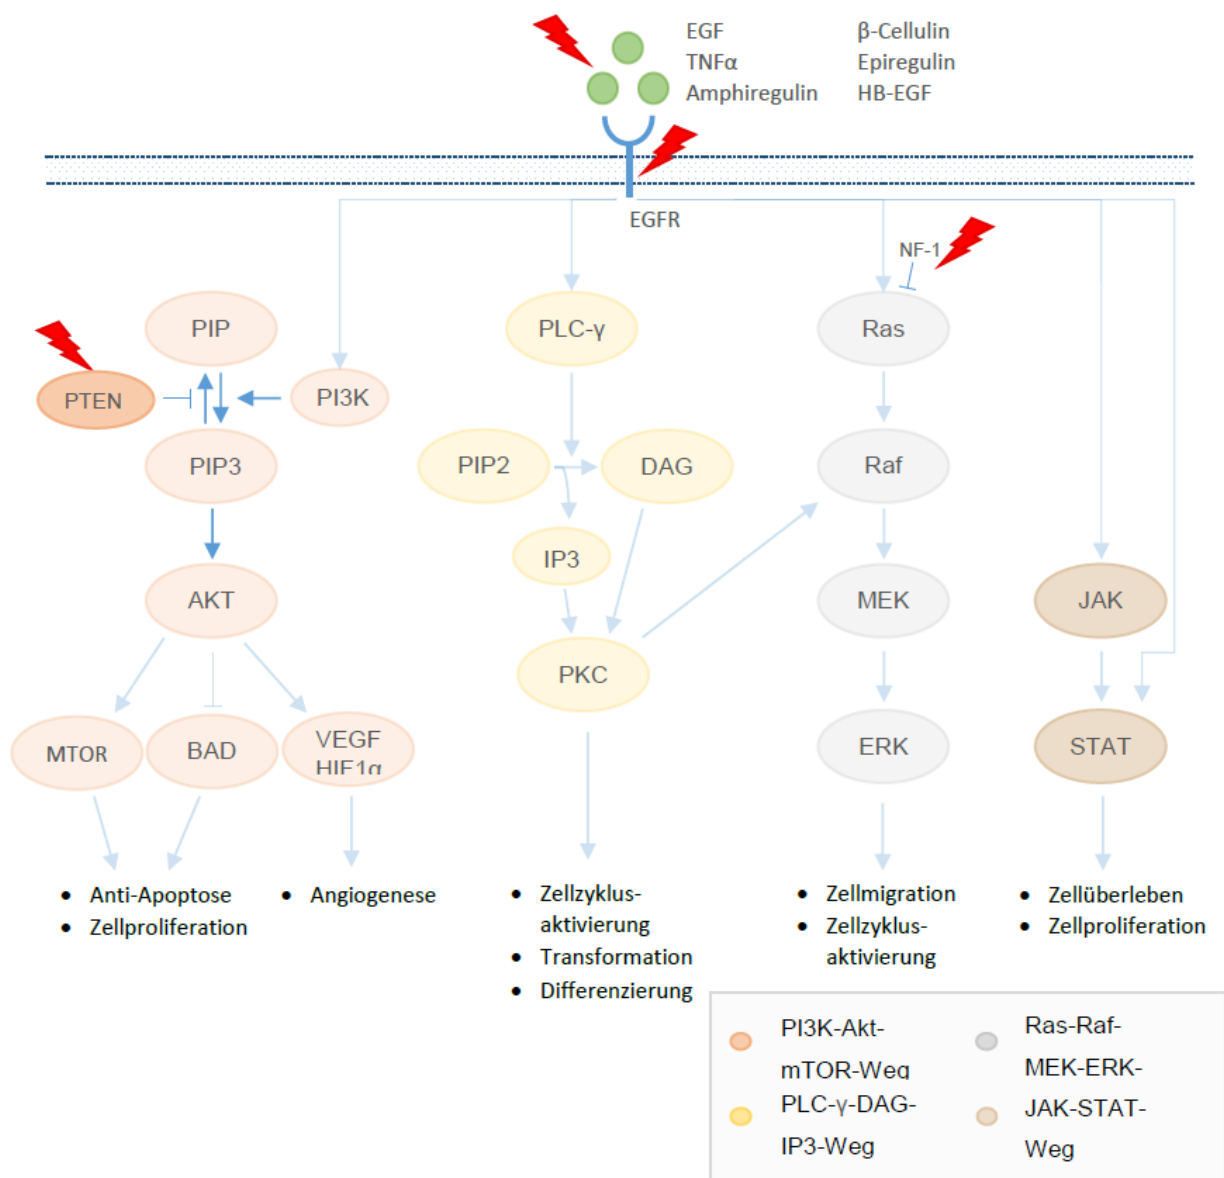 EGF
TNFα
Amphiregulin
β-Cellulin
Epiregulin
HB-EGF
EGFR
NF-1
PIP
PLC-γ
Ras
PTEN
PI3K
PIP3
PIP2
DAG
Raf
IP3
AKT
MEK
JAK
PKC
MTOR
BAD
VEGF
HIF1α
ERK
STAT
• Anti-Apoptose
• Zellproliferation
• Angiogenese
• Zellzyklus-
aktivierung
• Transformation
• Differenzierung
• Zellmigration
• Zellzyklus-
aktivierung
• Zellüberleben
• Zellproliferation
PI3K-Akt-
mTOR-Weg
PLC-γ-DAG-
IP3-Weg
Ras-Raf-
MEK-ERK-
JAK-STAT-
Weg